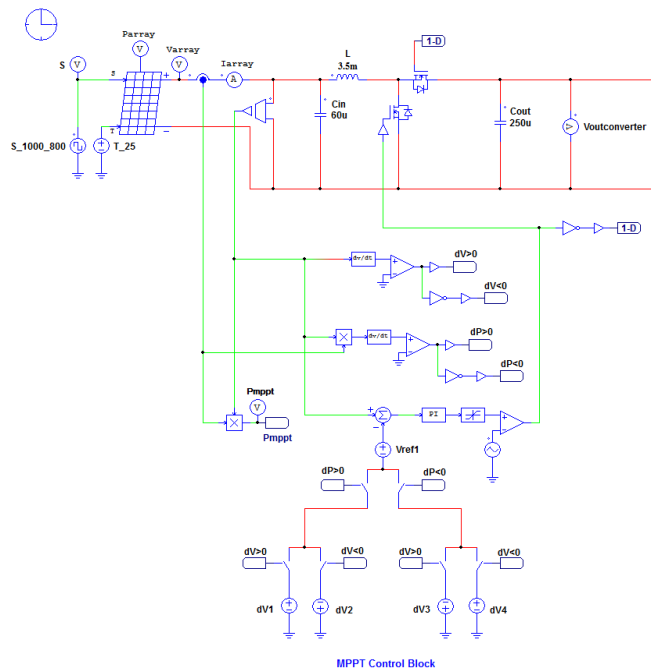 1-D
Parray
Varray
Iarray
S
V
V
V
A
L
3.5m
S
T
+
−
Cin
60u
Cout
250u
Voutconverter
V
S_1000_800
T_25
1-D
dv/dt
dV>0
dV<0
dv/dt
dP>0
dP<0
Pmppt
V
Pmppt
PI
Vref1
dP>0
dP<0
dV>0
dV<0
dV>0
dV<0
dV1
dV2
dV3
dV4
MPPT Control Block